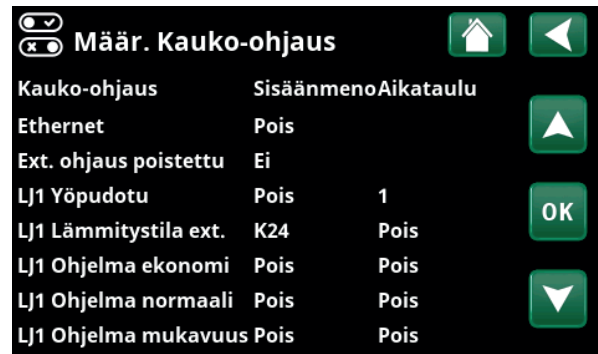 Määr. Kauko-ohjaus
Kauko-ohjaus SisäänmenoAikataulu
Ethernet Pois
Ext. ohjaus poistettu Ei
LJ1 Yöpudotu Pois 1
OK
LJ1 Lämmitystila ext. K24 Pois
LJ1 Ohjelma ekonomi Pois Pois
LJ1 Ohjelma normaali Pois Pois
LJ1 Ohjelma mukavuus Pois Pois